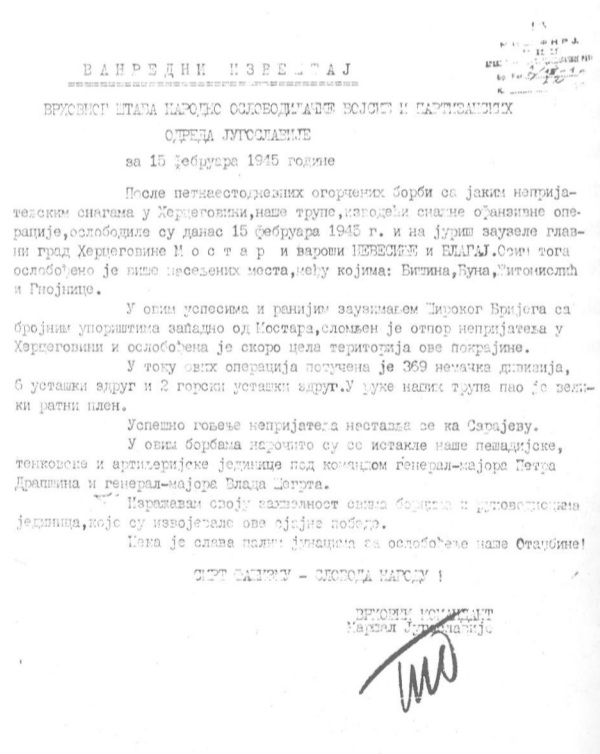 ВАНРЕДНИ ИЗВЕШТАЈ
ВРХОВНОГ ШТАБА НАРОДНО ОСЛОБОДИЛАЧКЕ ВОЈСКЕ И ПАРТИЗАНСКИХ
ОДРЕДА ЈУГОСЛАВИЈЕ
за 15 фебруара 1945 године
После петнаестодневних огорчених борби са јаким неприја-
тељским снагама у Херцеговини,наше трупе,изводећи снажне офанзивне опе-
рације,ослободиле су данас 15 фебруара 1945 г. и на јуриш заузеле глав-
ни град Херцеговине М о с т а р и вароши НЕВЕСИЊЕ и БЛАГАЈ.Осим тога
ослобођено је више насељених места,међу којима: Бишина,Буна,Читомислић
и Гнојнице.
У овим успесима и ранијим заузимањем Широког Бријега са
бројним упориштима западно од Мостара,сломљен је отпор непријатеља у
Херцеговини и ослобођена је скоро цела територија ове покрајине.
У току ових операција потучена је 369 немачка дивизија,
6 усташки здруг и 2 горски усташки здруг.У руке наших трупа пао је вели-
ки ратни плен.
Успешно гоњење непријатеља наставља се ка Сарајеву.
У овим борбама нарочито су се истакле наше пешадијске,
тенковске и артиљеријске јединице под командом генерал-мајора Петра
Драпшина и генерал-мајора Влада Шегрта.
Изражавам своју захвалност свима борцима и руководиоцима
јединица,које су извојевале ове сјајне победе.
Нека је слава палим јунацима за ослобођење наше Отаџбине!
СМРТ ФАШИЗМУ - СЛОБОДА НАРОДУ !
ВРХОВНИ КОМАНДАНТ
Маршал Југославије
Тито